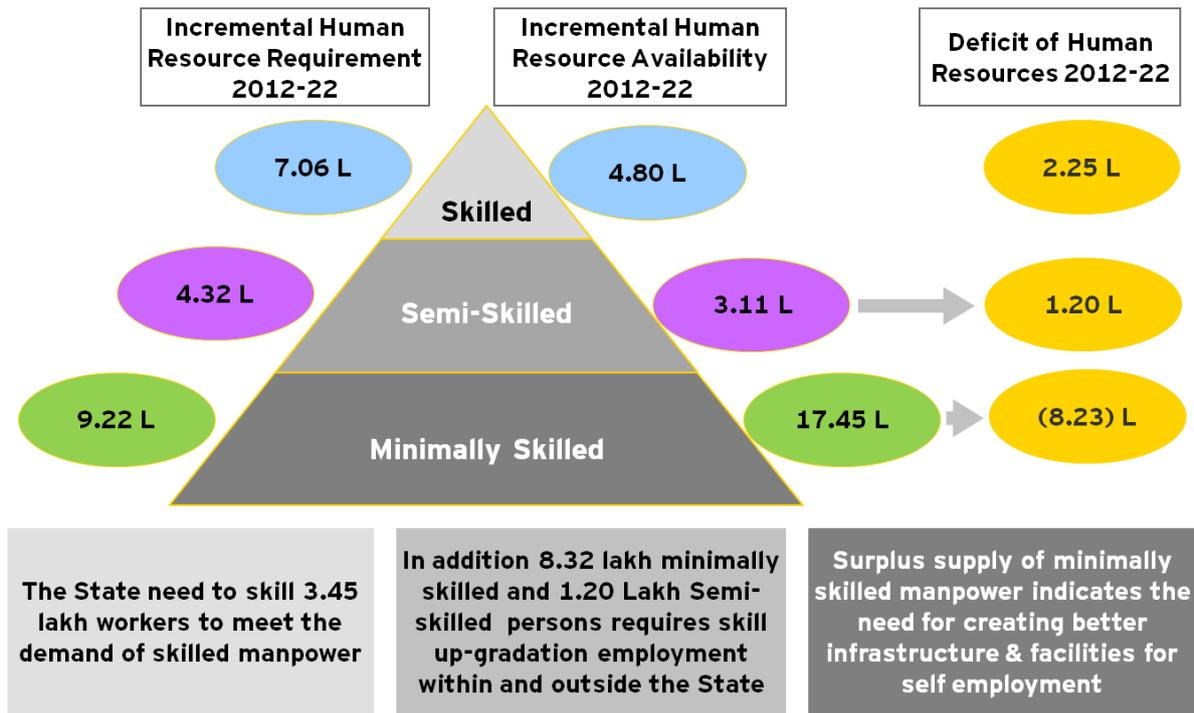 Incremental Human
Resource Requirement
2012-22
Incremental Human
Resource Availability
2012-22
Deficit of Human
Resources 2012-22
7.06 L
4.80 L
2.25 L
Skilled
4.32 L
Semi-Skilled
3.11 L
1.20 L
9.22 L
Minimally Skilled
17.45 L
(8.23) L
The State need to skill 3.45
lakh workers to meet the
demand of skilled manpower
In addition 8.32 lakh minimally
skilled and 1.20 Lakh Semi-
skilled persons requires skill
up-gradation employment
within and outside the State
Surplus supply of minimally
skilled manpower indicates the
need for creating better
infrastructure & facilities for
self employment